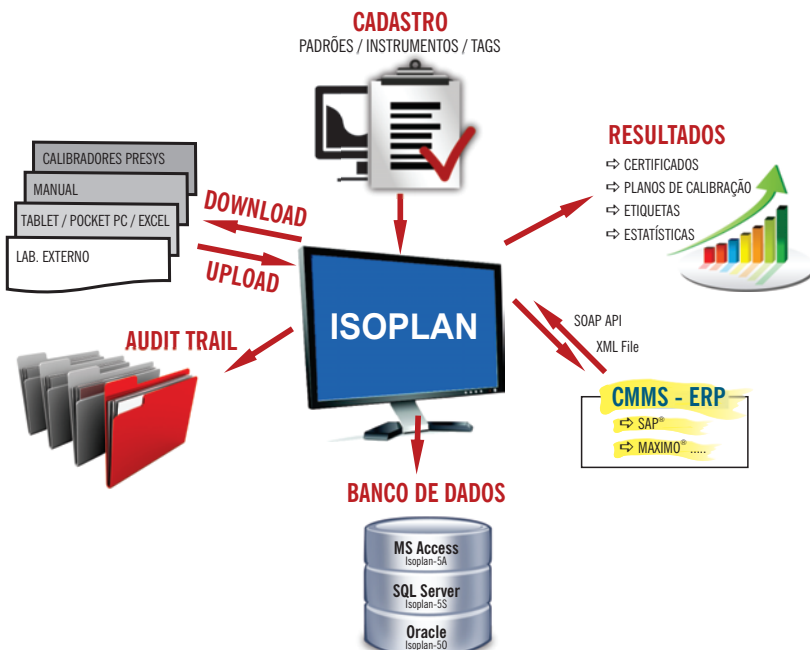 CADASTRO
PADRÕES / INSTRUMENTOS / TAGS
RESULTADOS
⇨ CERTIFICADOS
⇨ PLANOS DE CALIBRAÇÃO
⇨ ETIQUETAS
⇨ ESTATÍSTICAS
CALIBRADORES PRESYS
MANUAL
TABLET / POCKET PC / EXCEL
LAB. EXTERNO
DOWNLOAD
UPLOAD
ISOPLAN
SOAP API
XML File
AUDIT TRAIL
CMMS - ERP
⇨ SAP®
⇨ MAXIMO® .....
BANCO DE DADOS
MS Access
Isoplan-5A
SQL Server
Isoplan-5S
Oracle
Isoplan-5O